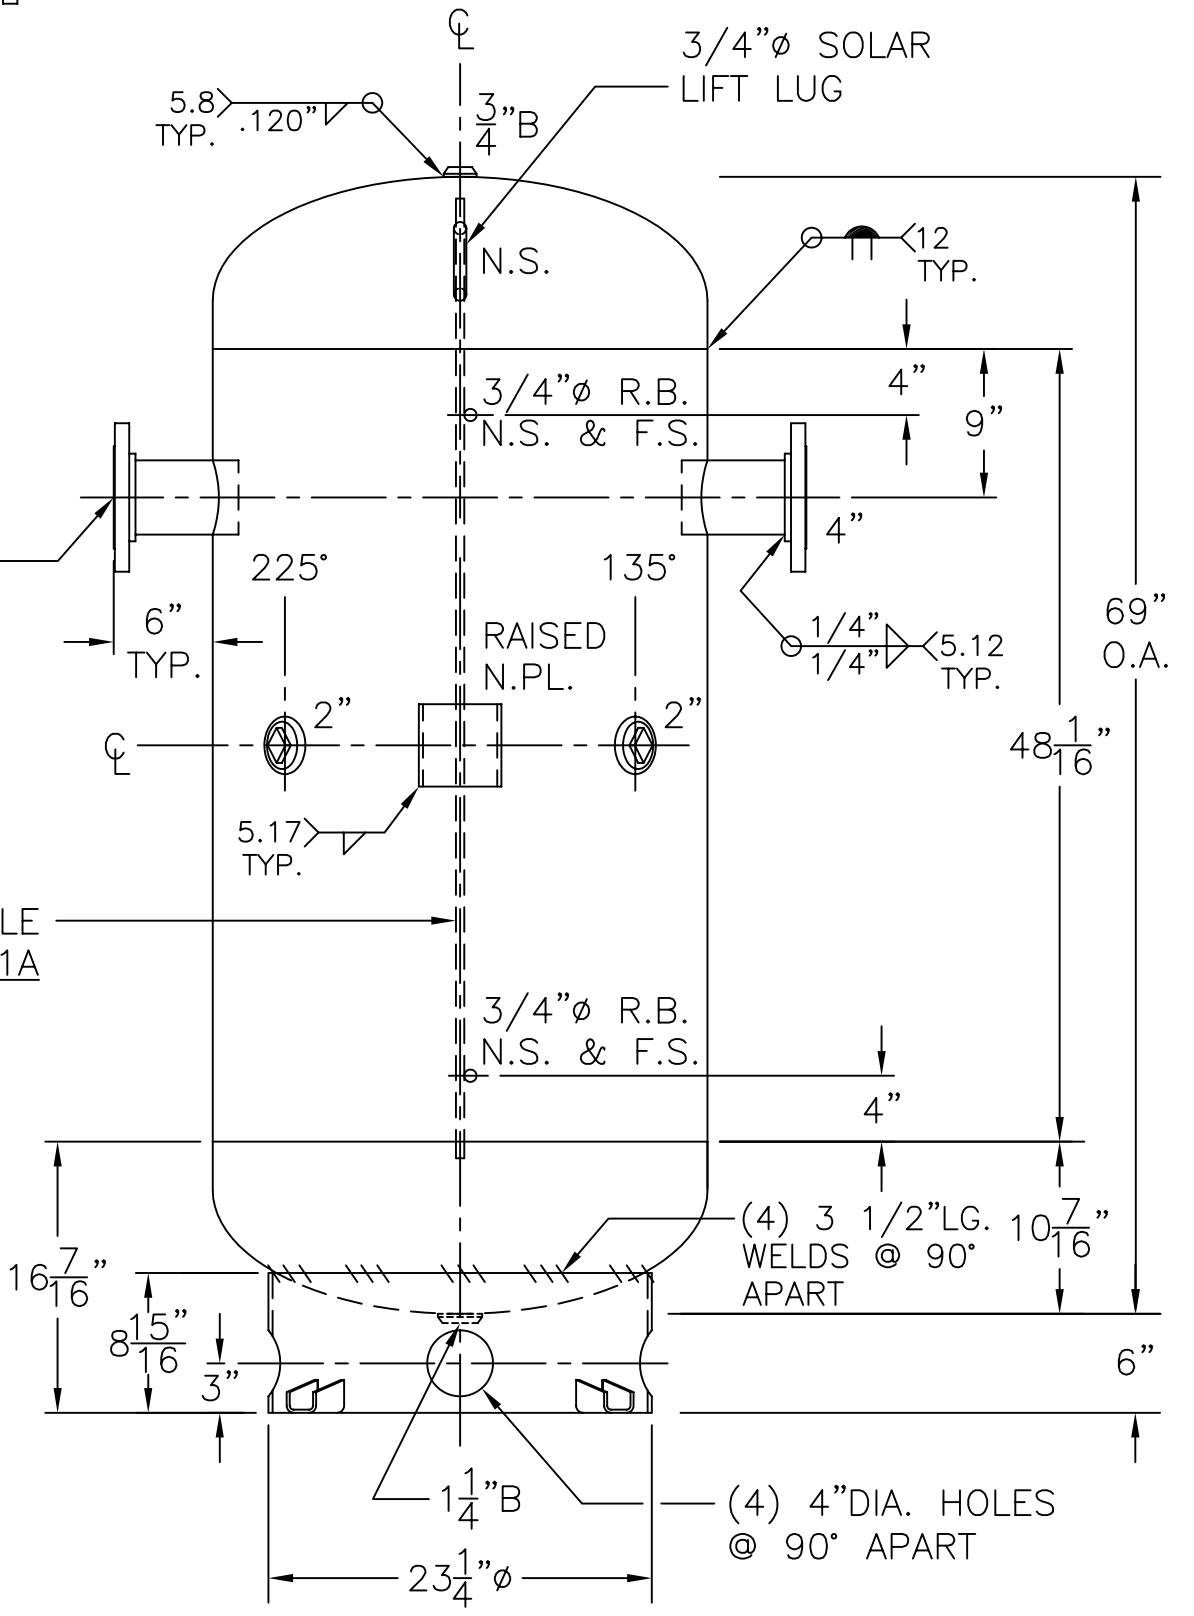 ℄
3/4"ø SOLAR
LIFT LUG
5.8
TYP.
.120"
3/4"B
N.S.
12
TYP.
3/4"ø R.B.
N.S. & F.S.
4"
9"
4"
225°
135°
6"
TYP.
RAISED
N.PL.
1/4"
1/4"
5.12
TYP.
69"
O.A.
2"
2"
℄
48 1/16"
5.17
TYP.
LE
1A
3/4"ø R.B.
N.S. & F.S.
4"
(4) 3 1/2"LG.
WELDS @ 90°
APART
10 7/16"
16 7/16"
8 15/16"
3"
6"
1 1/4"B
(4) 4"DIA. HOLES
@ 90° APART
23 1/4"ø